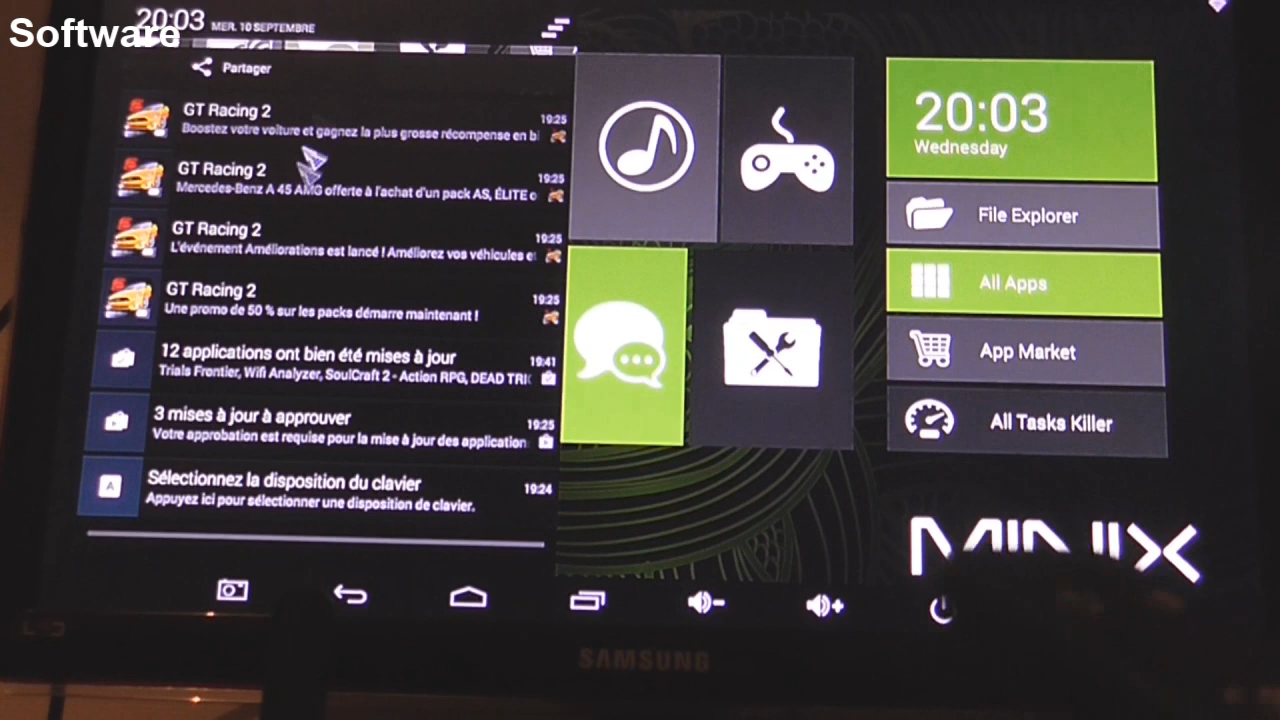 Software
20:03 MER. 10 SEPTEMBRE
Partager
GT Racing 2
19:25
Boostez votre voiture et gagnez la plus grosse récompense en b
GT Racing 2
19:25
Mercedes-Benz A 45 AMG offerte à l'achat d'un pack AS, ÉLITE o
GT Racing 2
19:25
L'événement Améliorations est lancé ! Améliorez vos véhicules e
GT Racing 2
19:25
Une promo de 50 % sur les packs démarre maintenant !
12 applications ont bien été mises à jour
19:41
Trials Frontier, Wifi Analyzer, SoulCraft 2 - Action RPG, DEAD TRI
3 mises à jour à approuver
19:25
Votre approbation est requise pour la mise à jour des application
A
Sélectionnez la disposition du clavier
19:24
Appuyez ici pour sélectionner une disposition de clavier.
20:03
Wednesday
File Explorer
All Apps
App Market
All Tasks Killer
MINIX
SAMSUNG